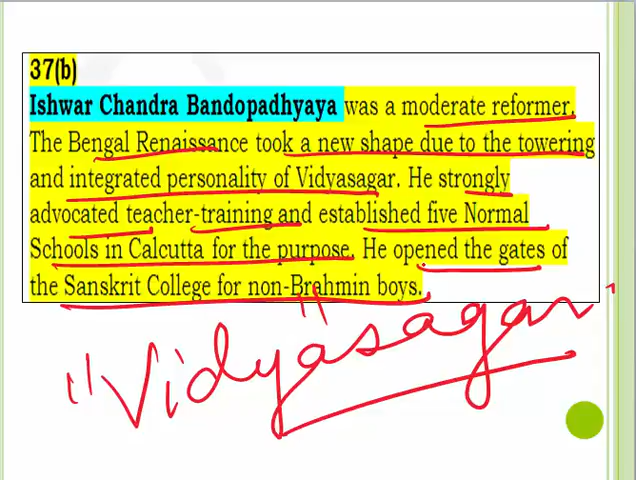 37(b)
Ishwar Chandra Bandopadhyaya was a moderate reformer.
The Bengal Renaissance took a new shape due to the towering
and integrated personality of Vidyasagar. He strongly
advocated teacher-training and established five Normal
Schools in Calcutta for the purpose. He opened the gates of
the Sanskrit College for non-Brahmin boys.
"Vidyasagar"